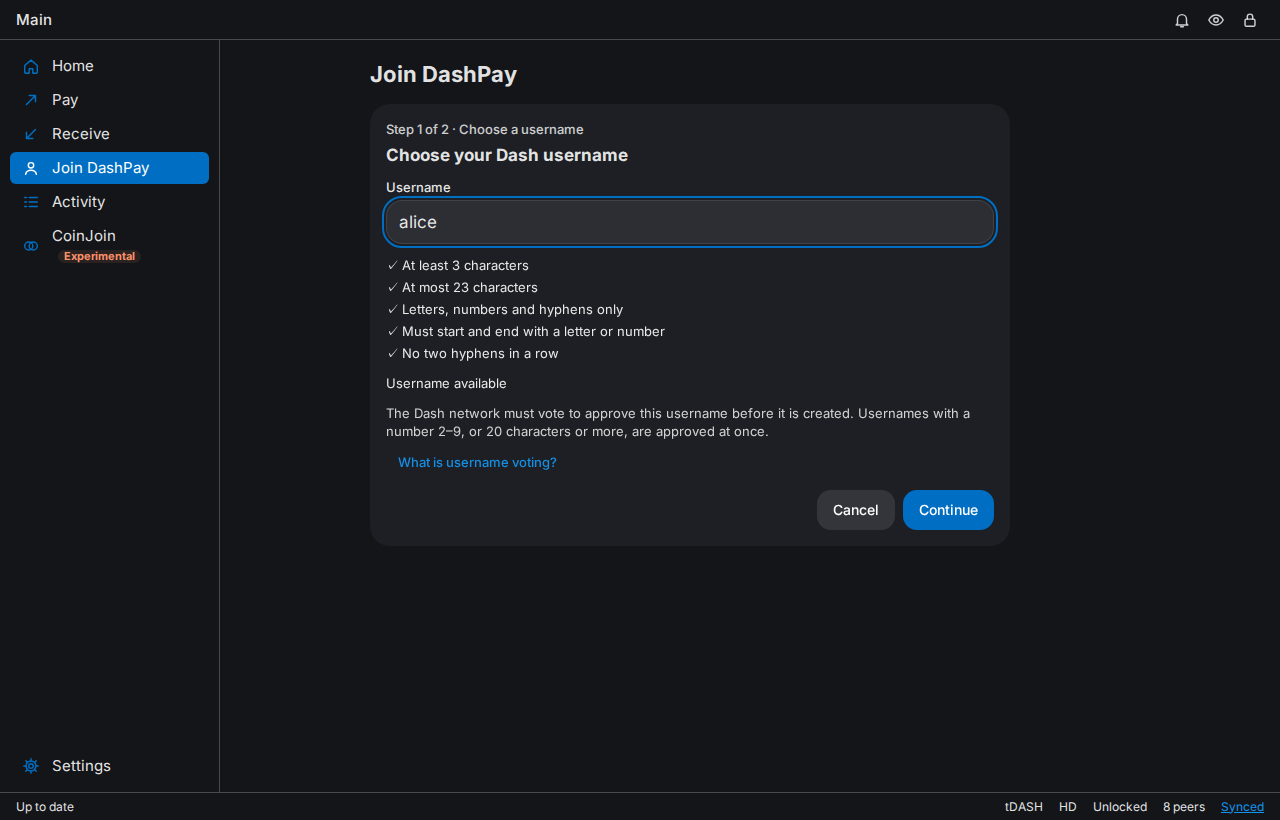 Main
Home
Pay
Receive
Join DashPay
Activity
CoinJoin
Experimental
Settings
Join DashPay
Step 1 of 2 · Choose a username
Choose your Dash username
Username
alice
✓ At least 3 characters
✓ At most 23 characters
✓ Letters, numbers and hyphens only
✓ Must start and end with a letter or number
✓ No two hyphens in a row
Username available
The Dash network must vote to approve this username before it is created. Usernames with a
number 2–9, or 20 characters or more, are approved at once.
What is username voting?
Cancel Continue
Up to date tDASH HD Unlocked 8 peers Synced